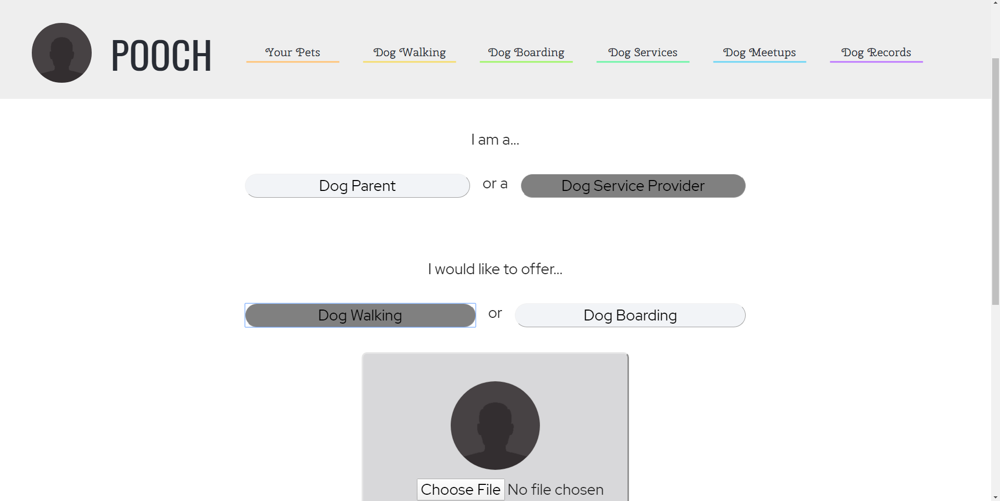 POOCH Your Pets Dog Walking Dog Boarding Dog Services Dog Meetups Dog Records
I am a...
Dog Parent or a Dog Service Provider
I would like to offer...
Dog Walking or Dog Boarding
Choose File No file chosen